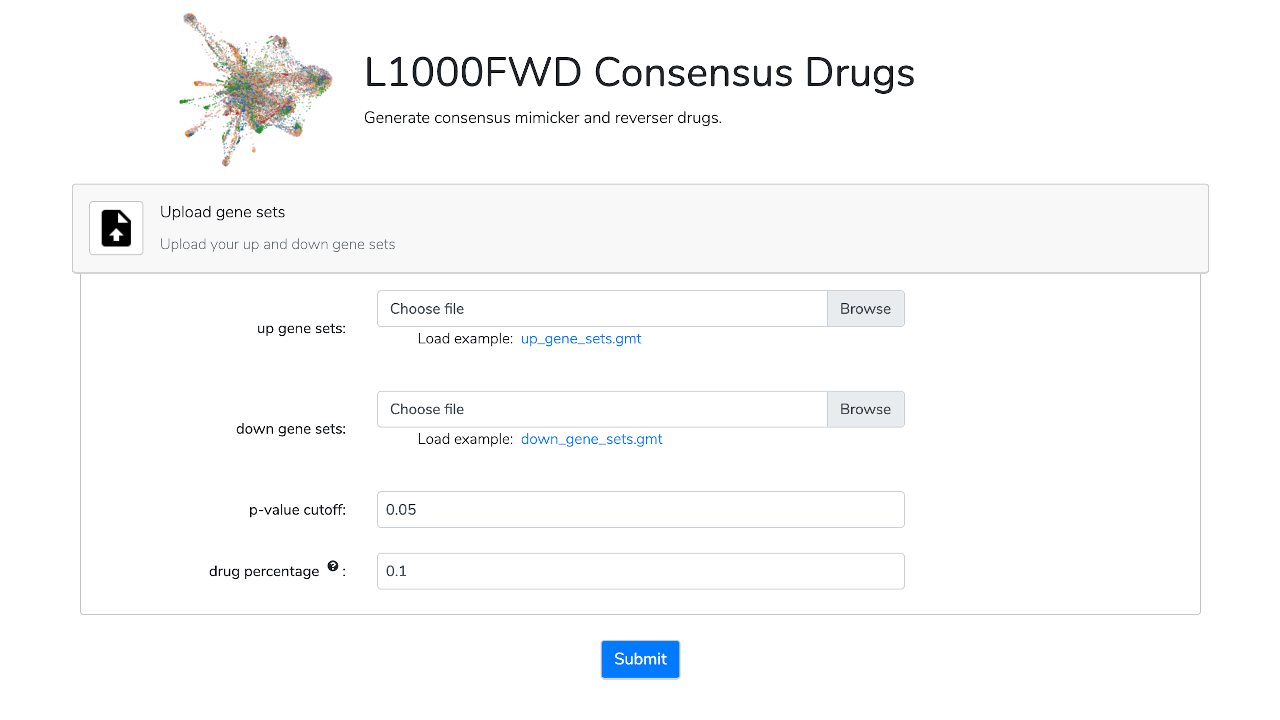 L1000FWD Consensus Drugs
Generate consensus mimicker and reverser drugs.
Upload gene sets
Upload your up and down gene sets
up gene sets:
Choose file
Browse
Load example: up_gene_sets.gmt
down gene sets:
Choose file
Browse
Load example: down_gene_sets.gmt
p-value cutoff:
0.05
drug percentage ?:
0.1
Submit